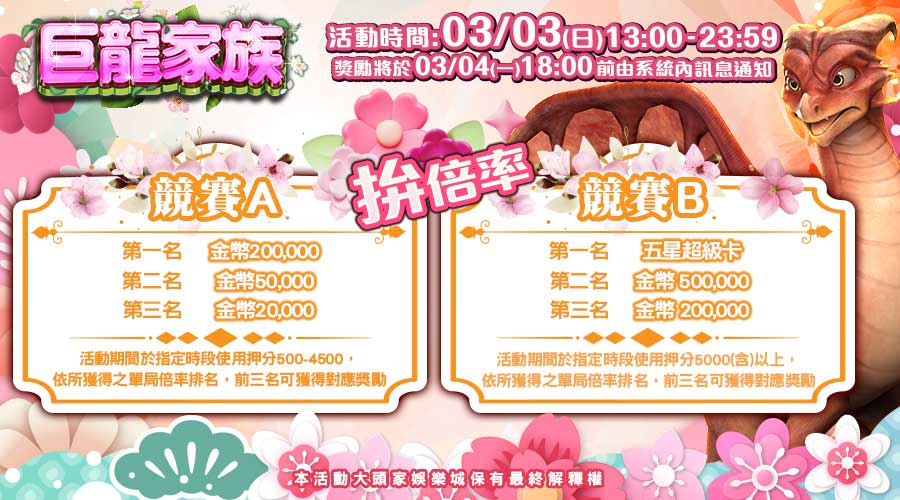 巨龍家族
活動時間:03/03(日)13:00-23:59
獎勵將於03/04(一)18:00前由系統內訊息通知
拚倍率
競賽A
第一名 金幣200,000
第二名 金幣50,000
第三名 金幣20,000
活動期間於指定時段使用押分500-4500，
依所獲得之單局倍率排名，前三名可獲得對應獎勵
競賽B
第一名 五星超級卡
第二名 金幣 500,000
第三名 金幣 200,000
活動期間於指定時段使用押分5000(含)以上，
依所獲得之單局倍率排名，前三名可獲得對應獎勵
本活動大頭家娛樂城保有最終解釋權